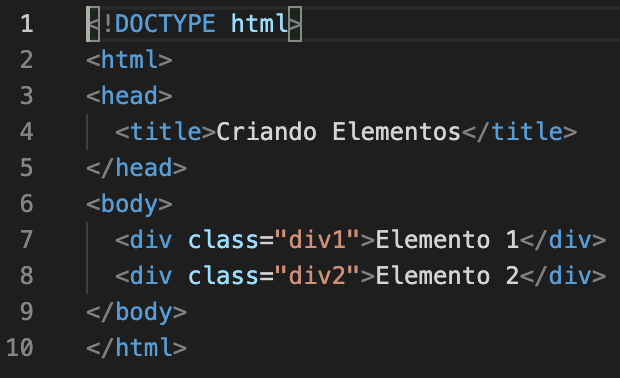 1 <!DOCTYPE html>
2 <html>
3 <head>
4 <title>Criando Elementos</title>
5 </head>
6 <body>
7 <div class="div1">Elemento 1</div>
8 <div class="div2">Elemento 2</div>
9 </body>
10 </html>